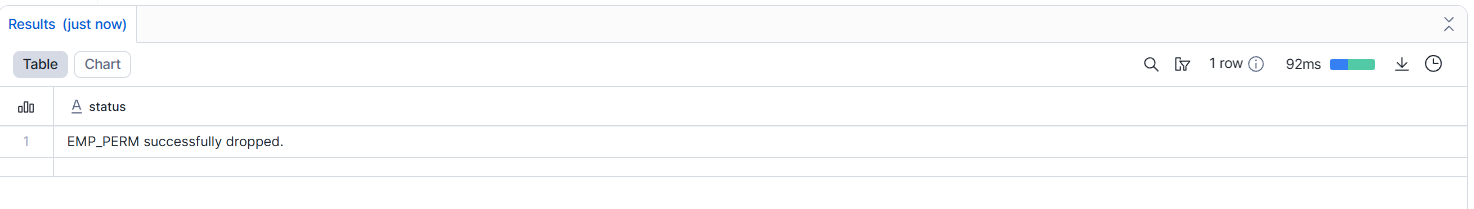 Results (just now)
Table Chart 1 row 92ms
A status
1 EMP_PERM successfully dropped.